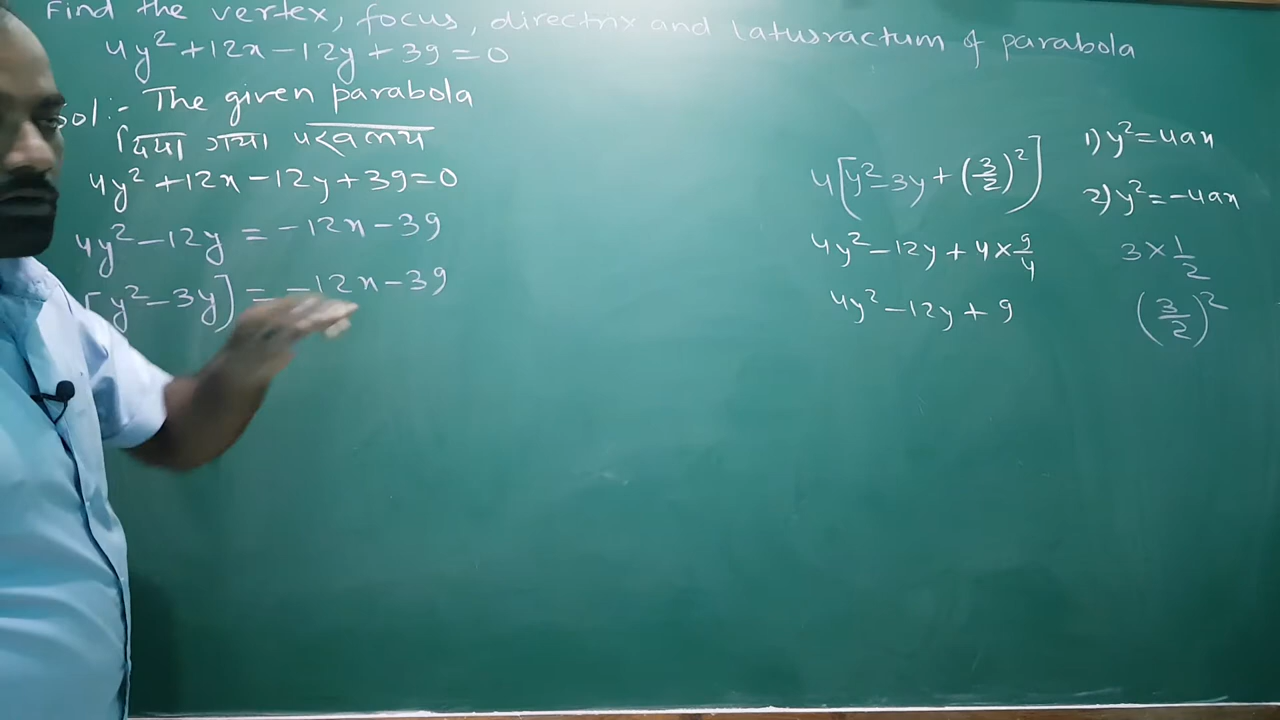 Find the vertex, focus, directrix and Latusractum of parabola
4y²+12x-12y+39=0
Sol:- The given parabola
दिया गया परवलय
4y²+12x-12y+39=0
4y²-12y=-12x-39
[y²-3y]=-12x-39
4[y²-3y+(3/2)²]
4y²-12y+4×9/4
4y²-12y+9
1) y²=4ax
2) y²=-4ax
3×1/2
(3/2)²